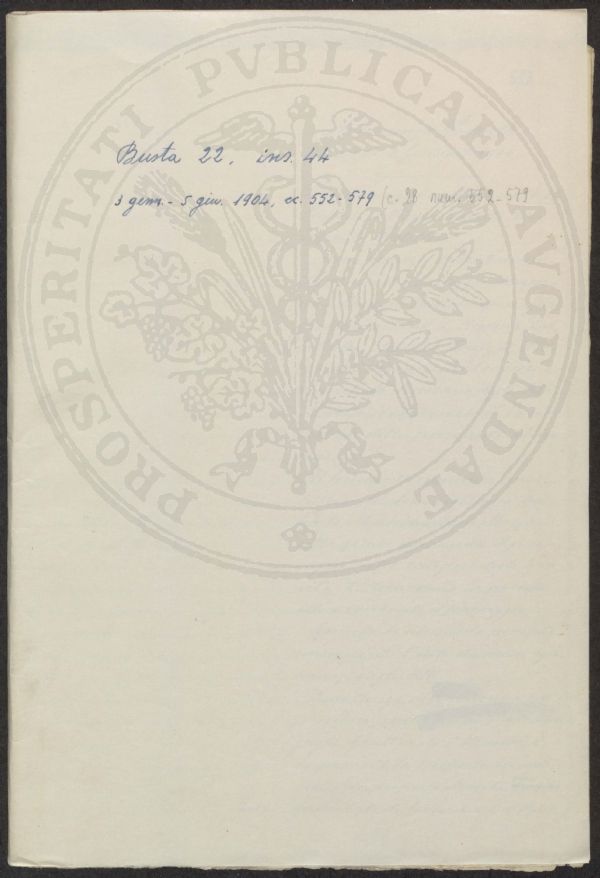 Busta 22, ins. 44
3 genn. - 5 giu. 1904, cc. 552-579 (c. 28 num. 552-579
PROSPERITATI PVBLICAE AVGENDAE